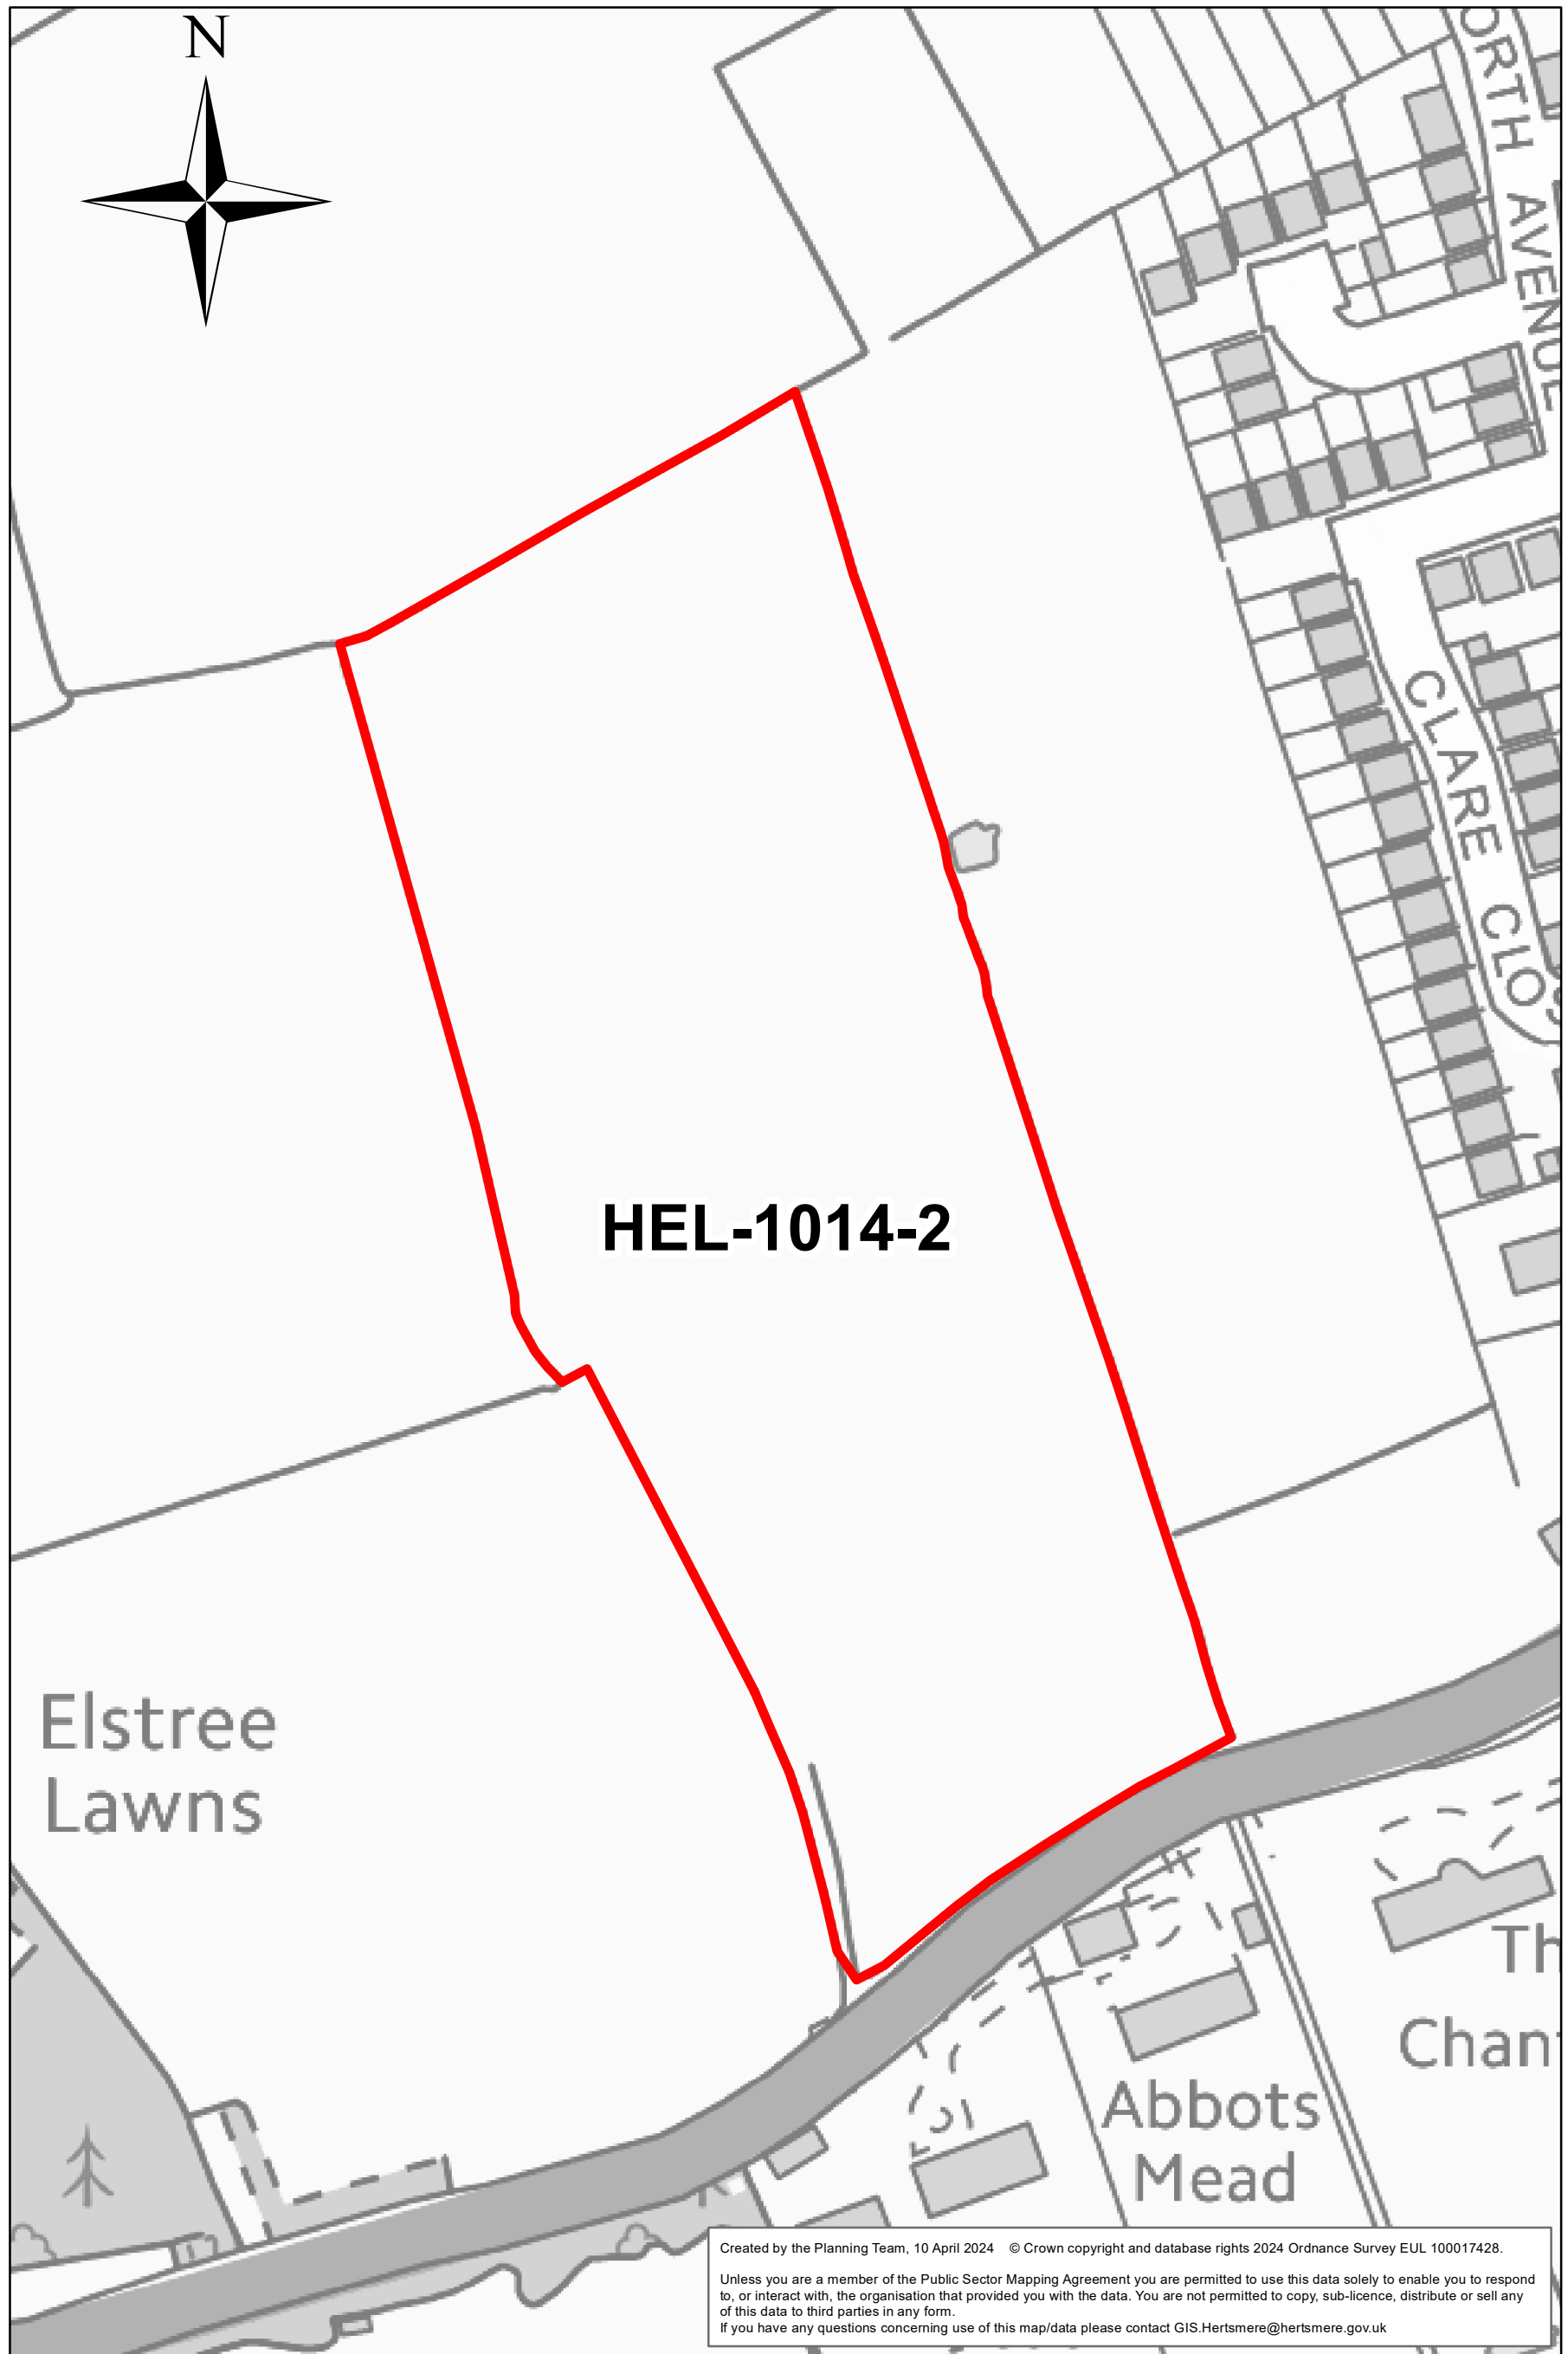 N
ORTH AVENUE
CLARE CLOS
HEL-1014-2
Elstree
Lawns
Th
Chant
Abbots
Mead
Created by the Planning Team, 10 April 2024 © Crown copyright and database rights 2024 Ordnance Survey EUL 100017428.
Unless you are a member of the Public Sector Mapping Agreement you are permitted to use this data solely to enable you to respond
to, or interact with, the organisation that provided you with the data. You are not permitted to copy, sub-licence, distribute or sell any
of this data to third parties in any form.
If you have any questions concerning use of this map/data please contact GIS.Hertsmere@hertsmere.gov.uk